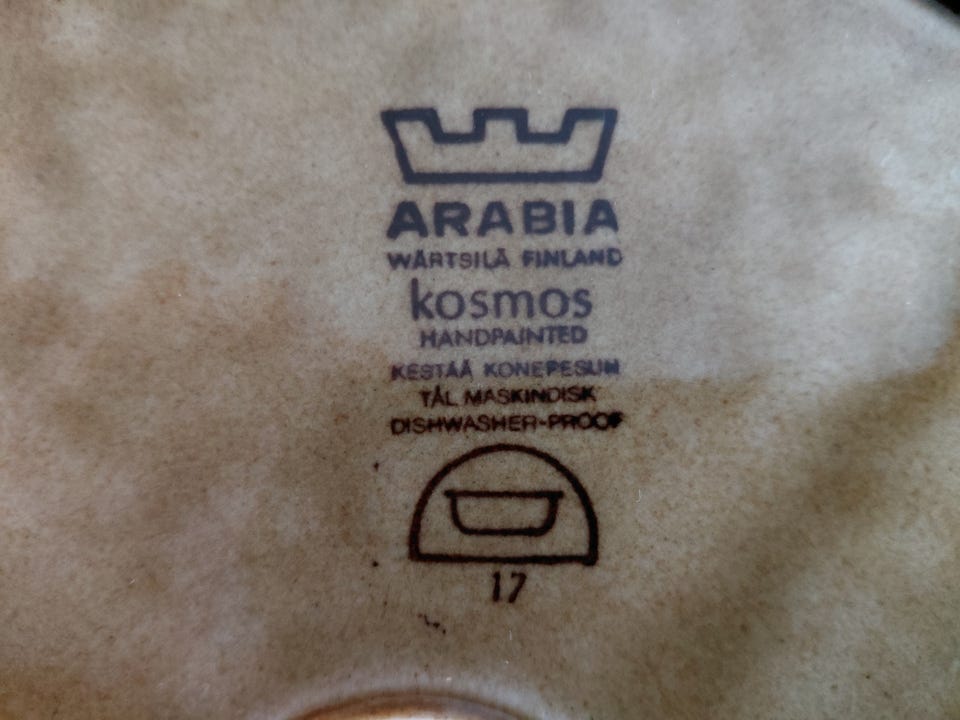 ARABIA
WÄRTSILÄ FINLAND
kosmos
HANDPAINTED
KESTÄÄ KONEPESUN
TÅL MASKINDISK
DISHWASHER-PROOF
17